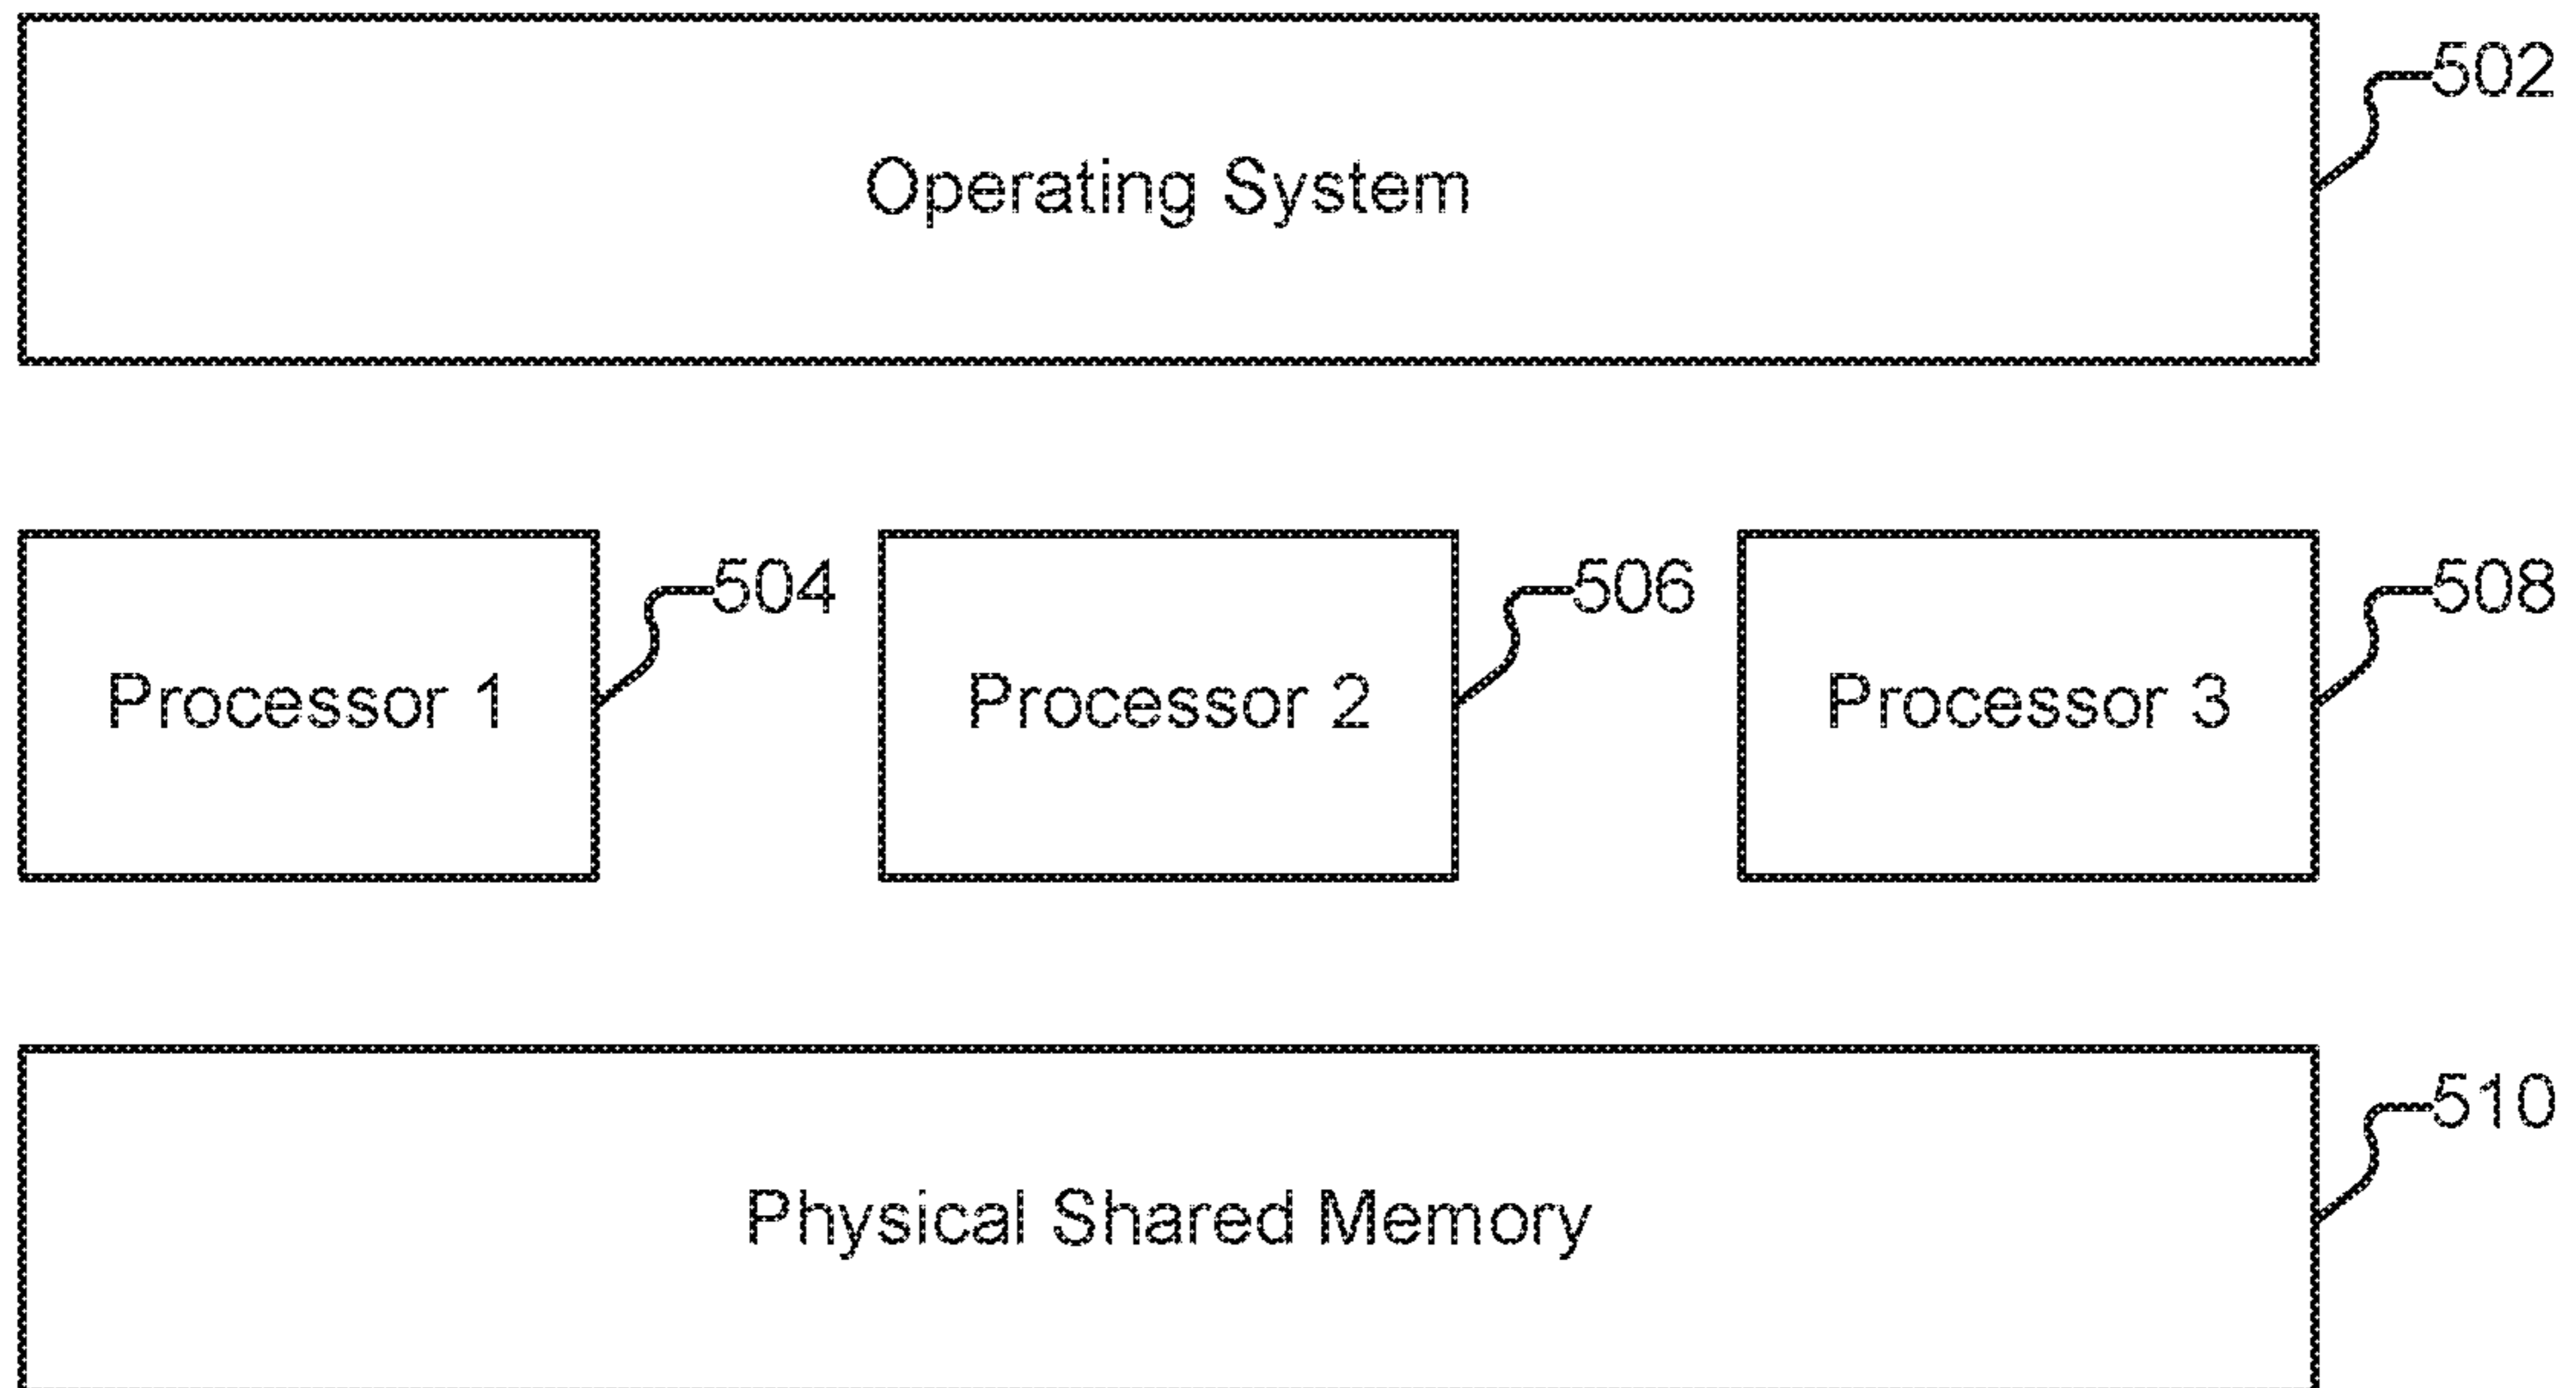 502
Operating System
504
506
508
Processor 1
Processor 2
Processor 3
510
Physical Shared Memory